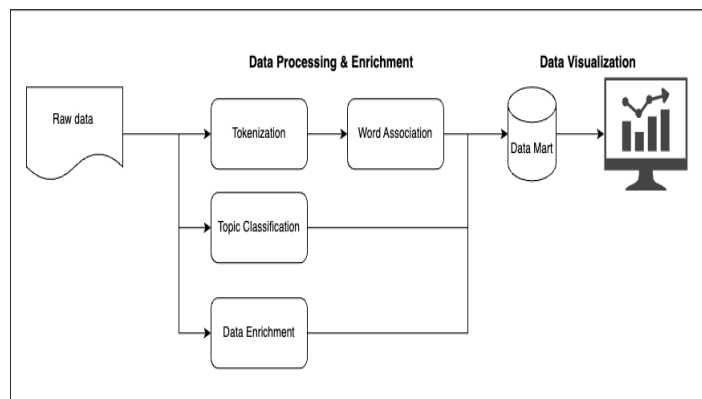 Data Processing & Enrichment
Data Visualization
Raw data
Tokenization
Word Association
Data Mart
Topic Classification
Data Enrichment